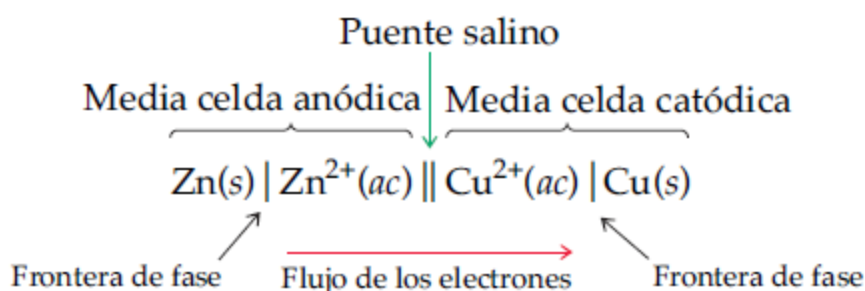 Puente salino
Media celda anódica Media celda catódica
Zn(s) | Zn²⁺(ac) || Cu²⁺(ac) | Cu(s)
Frontera de fase Flujo de los electrones Frontera de fase